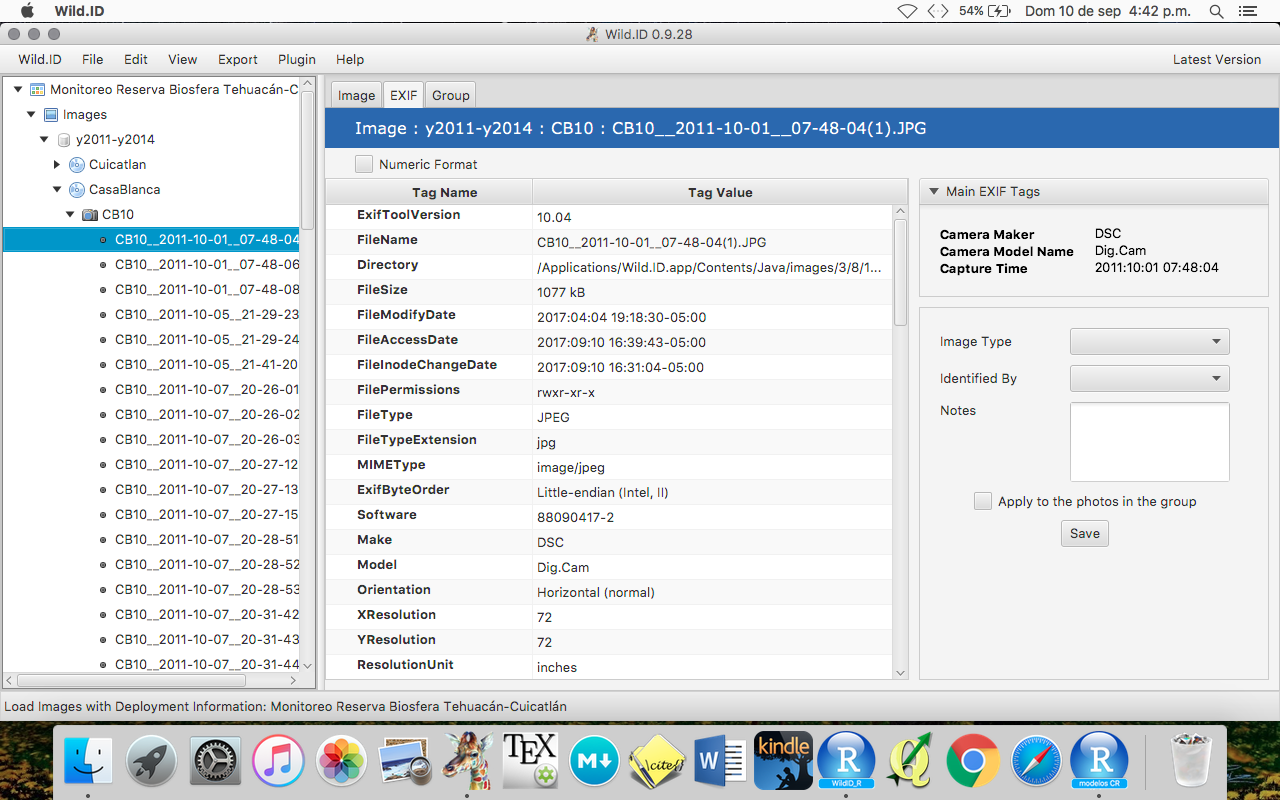 Wild.ID
54%
Dom 10 de sep 4:42 p.m.
Wild.ID 0.9.28
Wild.ID File Edit View Export Plugin Help
Latest Version
Monitoreo Reserva Biosfera Tehuacán-C
Images
y2011-y2014
Cuicatlan
CasaBlanca
CB10
CB10__2011-10-01__07-48-04
CB10__2011-10-01__07-48-06
CB10__2011-10-01__07-48-08
CB10__2011-10-05__21-29-23
CB10__2011-10-05__21-29-24
CB10__2011-10-05__21-41-20
CB10__2011-10-07__20-26-01
CB10__2011-10-07__20-26-02
CB10__2011-10-07__20-26-03
CB10__2011-10-07__20-27-12
CB10__2011-10-07__20-27-13
CB10__2011-10-07__20-27-15
CB10__2011-10-07__20-28-51
CB10__2011-10-07__20-28-52
CB10__2011-10-07__20-28-53
CB10__2011-10-07__20-31-42
CB10__2011-10-07__20-31-43
CB10__2011-10-07__20-31-44
Image EXIF Group
Image : y2011-y2014 : CB10 : CB10__2011-10-01__07-48-04(1).JPG
Numeric Format
Tag Name Tag Value
ExifToolVersion 10.04
FileName CB10__2011-10-01__07-48-04(1).JPG
Directory /Applications/Wild.ID.app/Contents/Java/images/3/8/1...
FileSize 1077 kB
FileModifyDate 2017:04:04 19:18:30-05:00
FileAccessDate 2017:09:10 16:39:43-05:00
FileInodeChangeDate 2017:09:10 16:31:04-05:00
FilePermissions rwxr-xr-x
FileType JPEG
FileTypeExtension jpg
MIMEType image/jpeg
ExifByteOrder Little-endian (Intel, II)
Software 88090417-2
Make DSC
Model Dig.Cam
Orientation Horizontal (normal)
XResolution 72
YResolution 72
ResolutionUnit inches
Main EXIF Tags
Camera Maker DSC
Camera Model Name Dig.Cam
Capture Time 2011:10:01 07:48:04
Image Type
Identified By
Notes
Apply to the photos in the group
Save
Load Images with Deployment Information: Monitoreo Reserva Biosfera Tehuacán-Cuicatlán
TEX
M
\cite{}
W
kindle
R
WildID_R
R
modelos CR